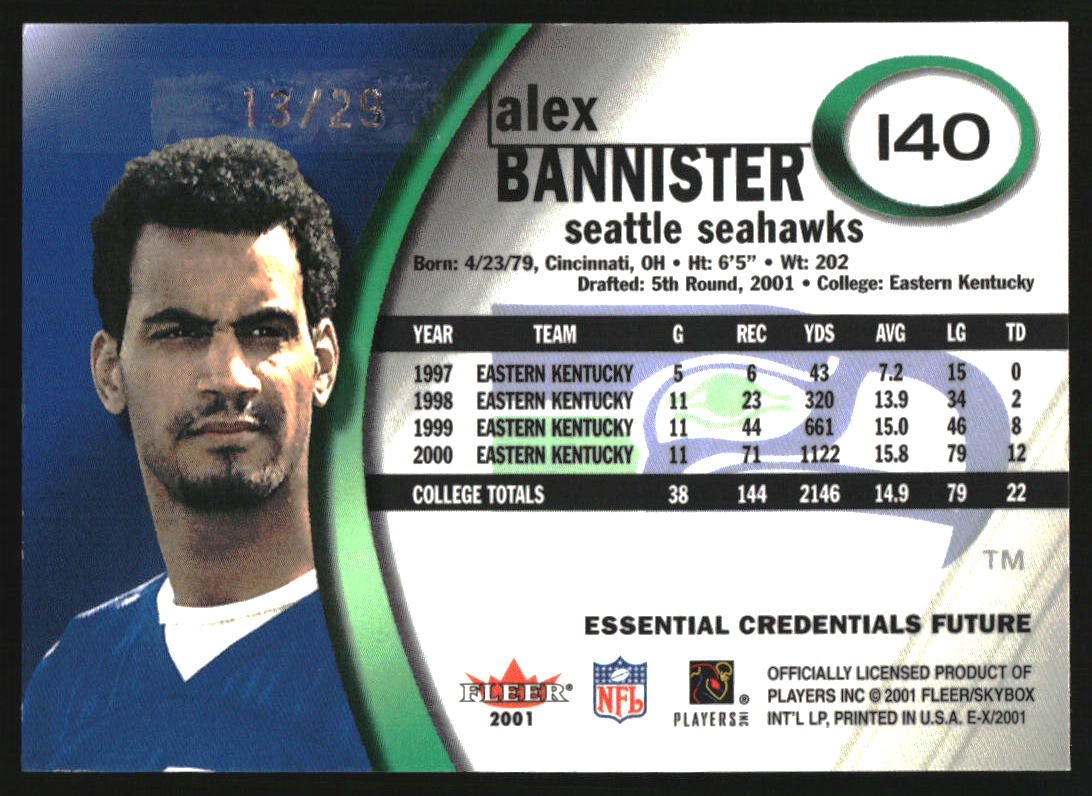 13/29
alex
BANNISTER
140
seattle seahawks
Born: 4/23/79, Cincinnati, OH • Ht: 6'5" • Wt: 202
Drafted: 5th Round, 2001 • College: Eastern Kentucky
YEAR TEAM G REC YDS AVG LG TD
1997 EASTERN KENTUCKY 5 6 43 7.2 15 0
1998 EASTERN KENTUCKY 11 23 320 13.9 34 2
1999 EASTERN KENTUCKY 11 44 661 15.0 46 8
2000 EASTERN KENTUCKY 11 71 1122 15.8 79 12
COLLEGE TOTALS 38 144 2146 14.9 79 22
TM
ESSENTIAL CREDENTIALS FUTURE
FLEER®
2001
NFL
PLAYERS INC ®
OFFICIALLY LICENSED PRODUCT OF
PLAYERS INC © 2001 FLEER/SKYBOX
INT'L LP, PRINTED IN U.S.A. E-X/2001